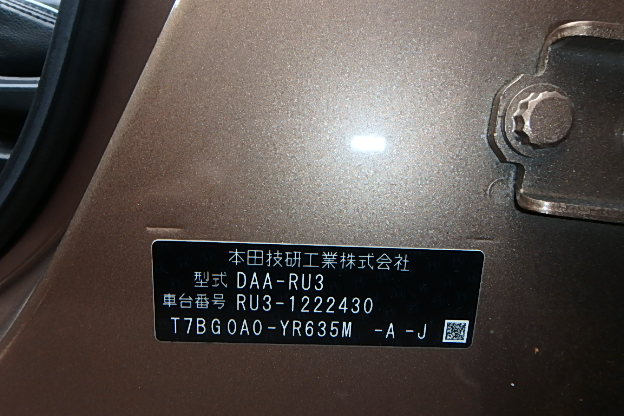 本田技研工業株式会社
型式 DAA-RU3
車台番号 RU3-1222430
T7BG0A0-YR635M -A-J